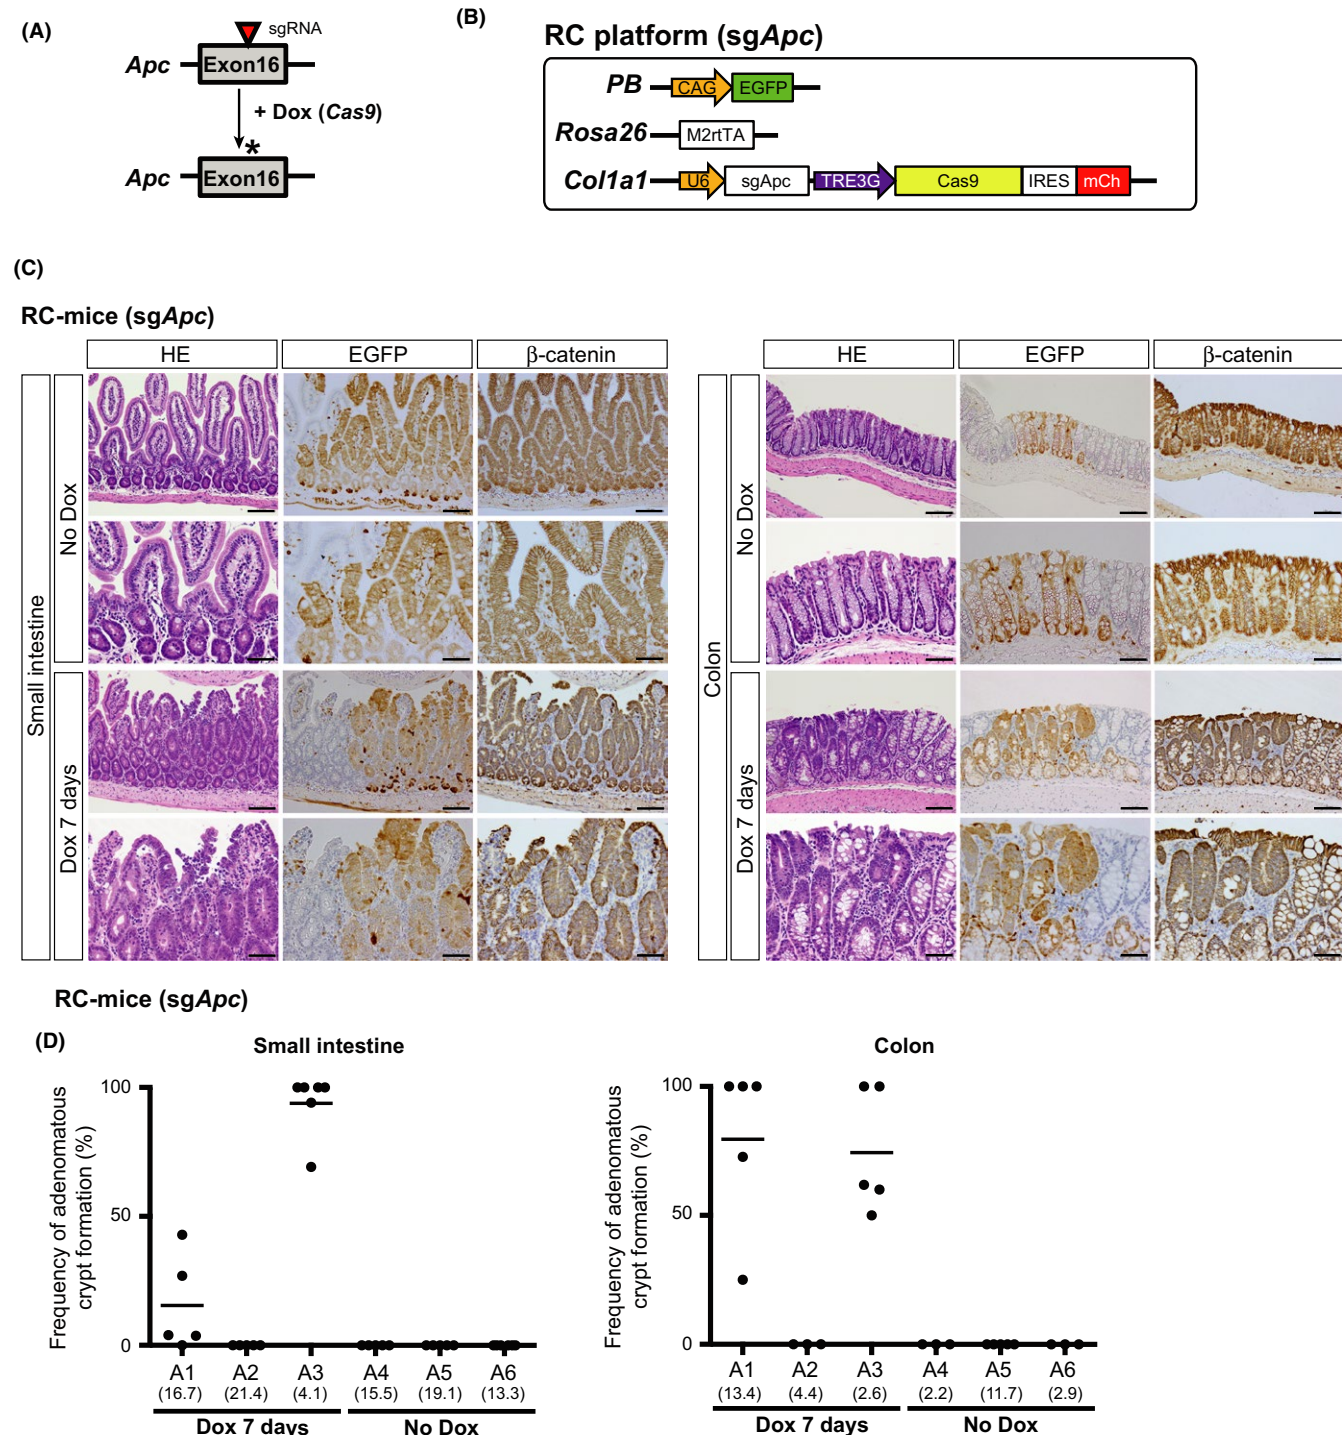 (A)
sgRNA
Apc
Exon16
+ Dox (Cas9)
*
Apc
Exon16
(B)
RC platform (sgApc)
PB
CAG
EGFP
Rosa26
M2rtTA
Col1a1
U6
sgApc
TRE3G
Cas9
IRES
mCh
(C)
RC-mice (sgApc)
HE
EGFP
β-catenin
HE
EGFP
β-catenin
Small intestine
No Dox
Dox 7 days
Colon
No Dox
Dox 7 days
RC-mice (sgApc)
(D)
Small intestine
Frequency of adenomatous
crypt formation (%)
100
50
0
A1 A2 A3 A4 A5 A6
(16.7) (21.4) (4.1) (15.5) (19.1) (13.3)
Dox 7 days No Dox
Colon
Frequency of adenomatous
crypt formation (%)
100
50
0
A1 A2 A3 A4 A5 A6
(13.4) (4.4) (2.6) (2.2) (11.7) (2.9)
Dox 7 days No Dox